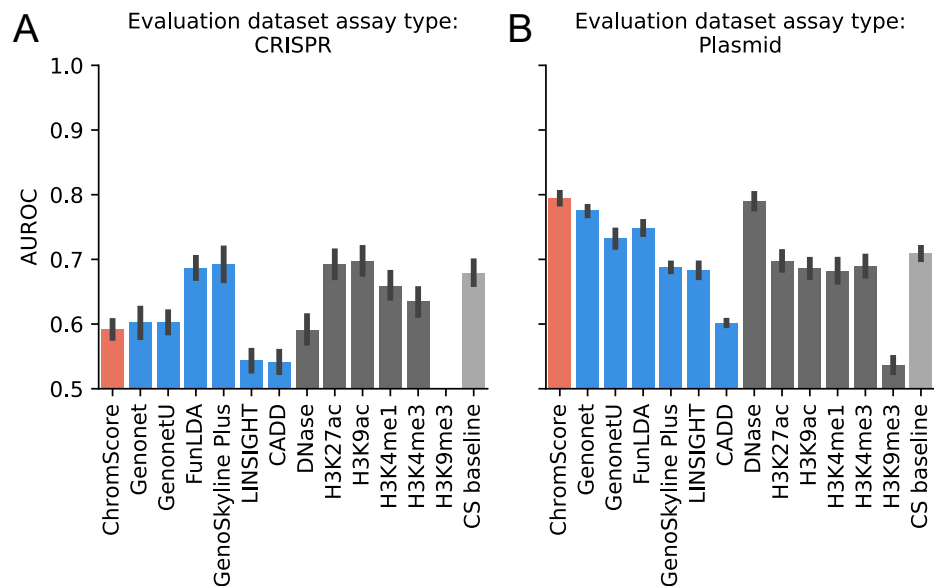 A
Evaluation dataset assay type:
CRISPR
B
Evaluation dataset assay type:
Plasmid
AUROC
1.0
0.9
0.8
0.7
0.6
0.5
ChromScore
Genonet
GenonetU
FunLDA
GenoSkyline Plus
LINSIGHT
CADD
DNase
H3K27ac
H3K9ac
H3K4me1
H3K4me3
H3K9me3
CS baseline
ChromScore
Genonet
GenonetU
FunLDA
GenoSkyline Plus
LINSIGHT
CADD
DNase
H3K27ac
H3K9ac
H3K4me1
H3K4me3
H3K9me3
CS baseline